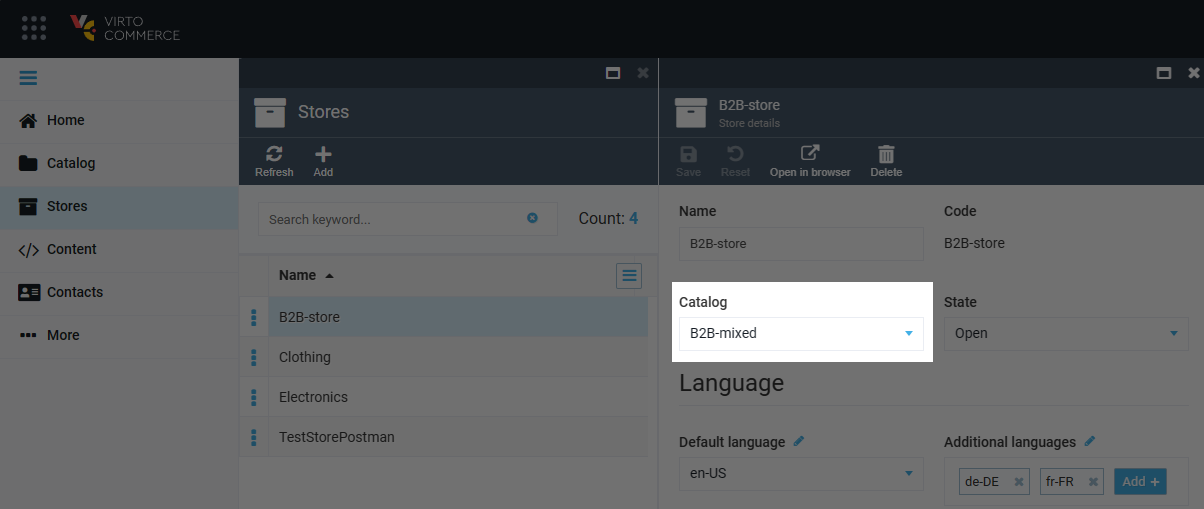 VIRTO
COMMERCE
Home
Catalog
Stores
Content
Contacts
More
Stores
Refresh
Add
Search keyword...
Count: 4
Name
B2B-store
Clothing
Electronics
TestStorePostman
B2B-store
Store details
Save
Reset
Open in browser
Delete
Name
B2B-store
Code
B2B-store
Catalog
B2B-mixed
State
Open
Language
Default language
en-US
Additional languages
de-DE
fr-FR
Add +